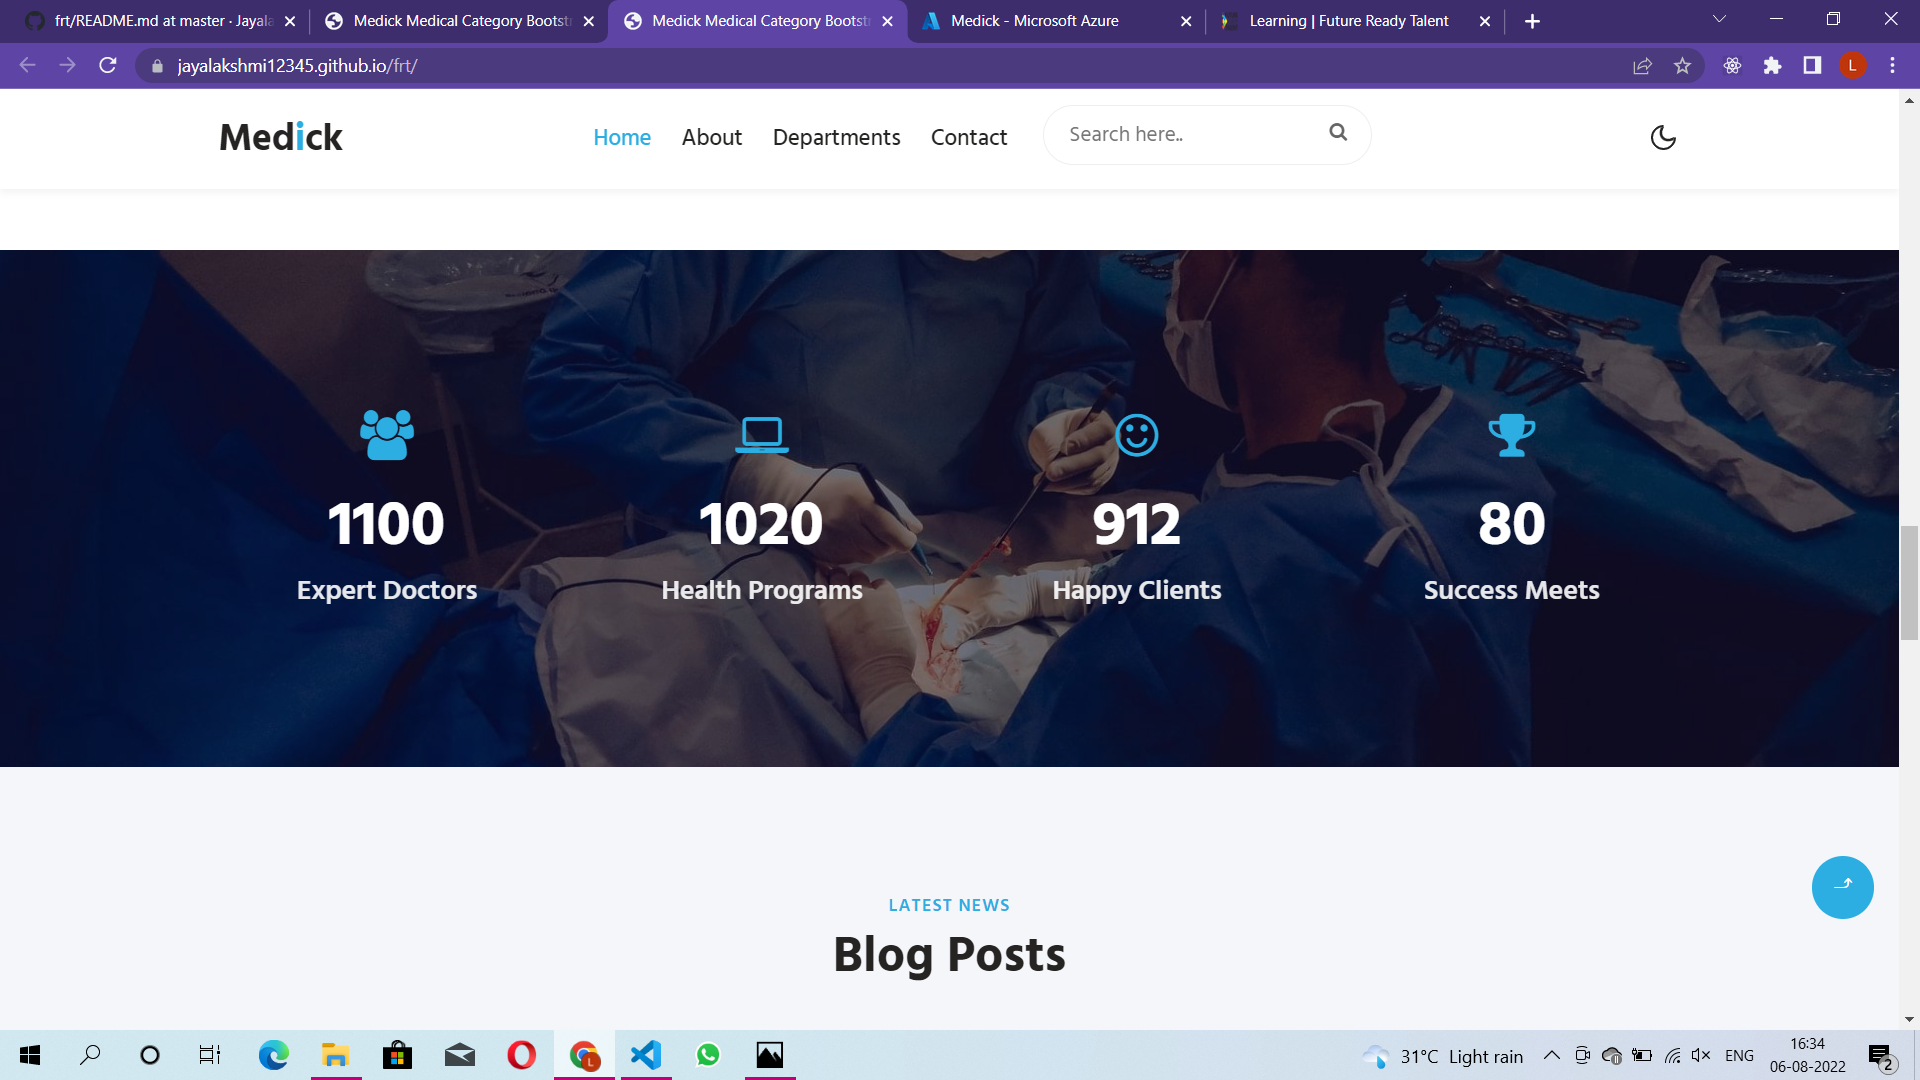 frt/README.md at master · Jayala
Medick Medical Category Bootstr
Medick Medical Category Bootstr
Medick - Microsoft Azure
Learning | Future Ready Talent
jayalakshmi12345.github.io/frt/
L
Medick
Home
About
Departments
Contact
Search here..
1100
1020
912
80
Expert Doctors
Health Programs
Happy Clients
Success Meets
LATEST NEWS
Blog Posts
L
31°C Light rain
ENG
16:34
06-08-2022
2